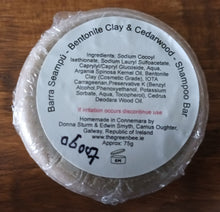 Barra Seampú - Bentonite Clay & Cedarwood - Shampoo Bar
Ingredients: Sodium Cocoyl
Isethionate, Sodium Lauryl Sulfoacetate,
Caprylyl/Capryl Glucoside, Aqua,
Argania Spinosa Kernel Oil, Bentonite
Clay (Cosmetic Grade), IOTA
Carrageenan, Preservative K (Benzyl
Alcohol, Phenoxyethanol, Potassium
Sorbate, Aqua, Tocopherol), Cedrus
Deodara Wood Oil.
If irritation occurs discontinue use
Homemade in Connemara by
Donna Sturm & Edwin Smyth, Camus Oughter,
Galway, Republic of Ireland
www.thegreenbee.ie
Approx: 75g
6M